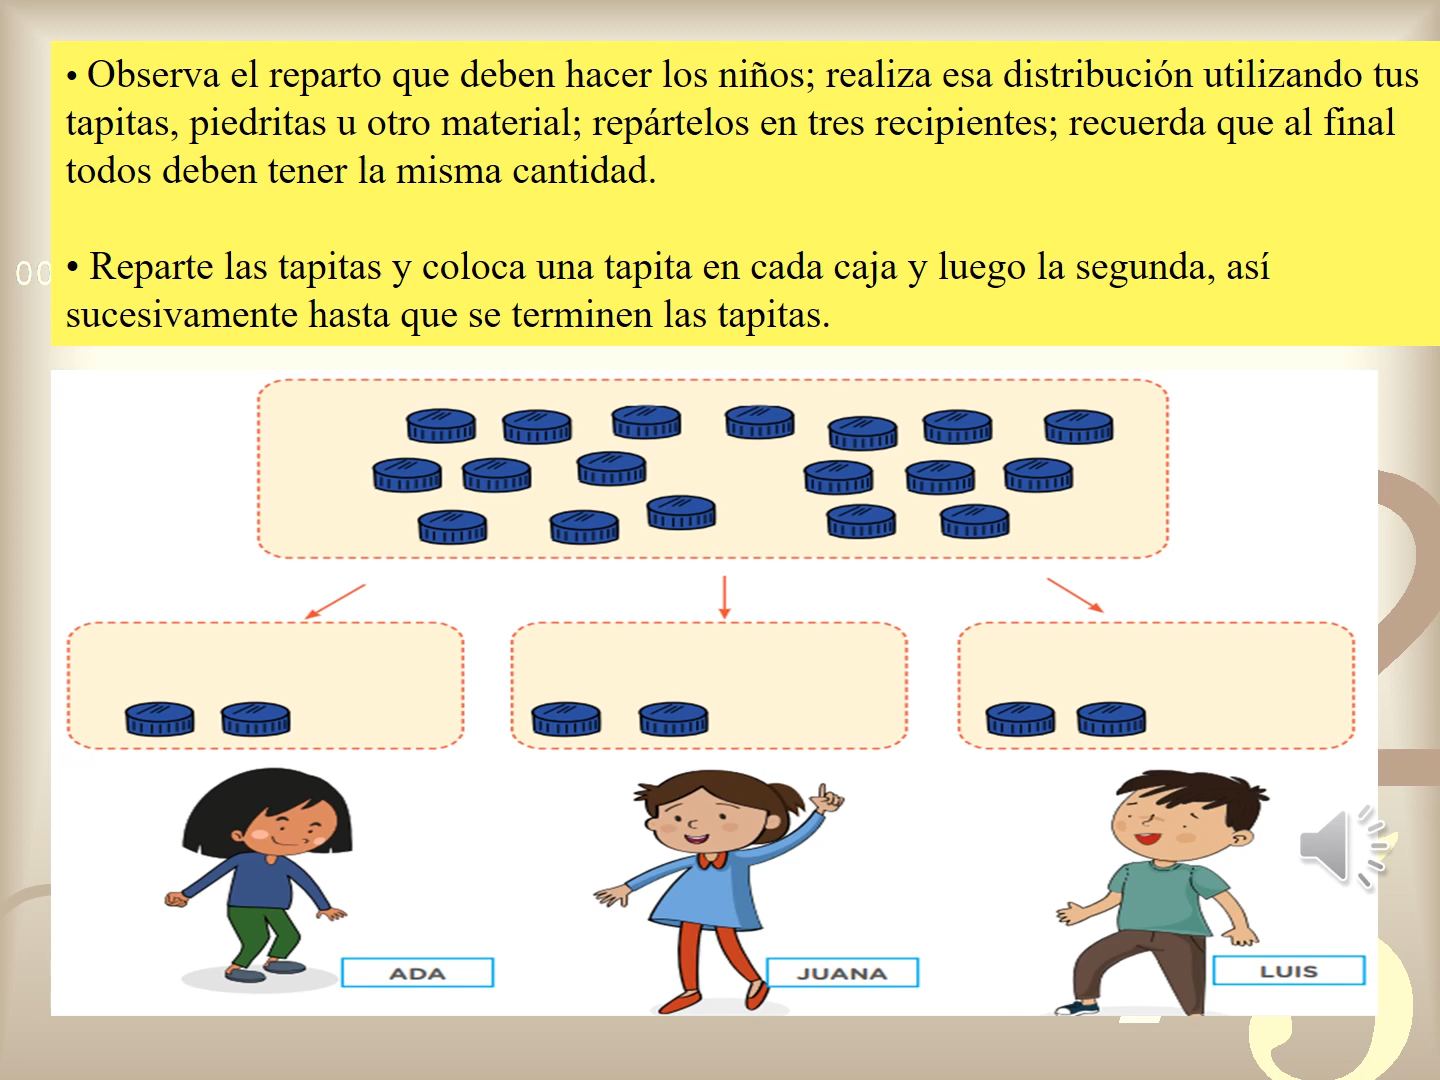 • Observa el reparto que deben hacer los niños; realiza esa distribución utilizando tus
tapitas, piedritas u otro material; repártelos en tres recipientes; recuerda que al final
todos deben tener la misma cantidad.
• Reparte las tapitas y coloca una tapita en cada caja y luego la segunda, así
sucesivamente hasta que se terminen las tapitas.
00
2
ADA
JUANA
LUIS